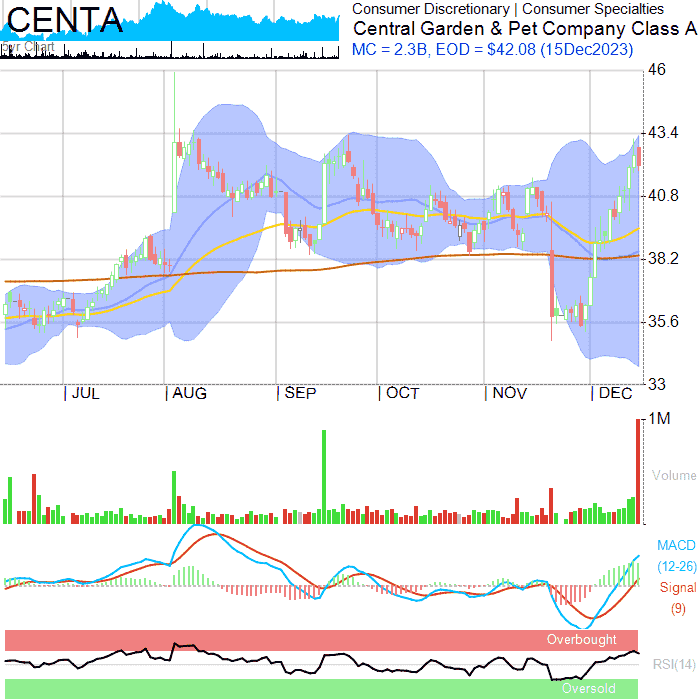 CENTA
5yr Chart
Consumer Discretionary | Consumer Specialties
Central Garden & Pet Company Class A
MC = 2.3B, EOD = $42.08 (15Dec2023)
46
43.4
40.8
38.2
35.6
33
| JUL | AUG | SEP | OCT | NOV | DEC
1M
Volume
MACD
(12-26)
Signal
(9)
Overbought
RSI(14)
Oversold